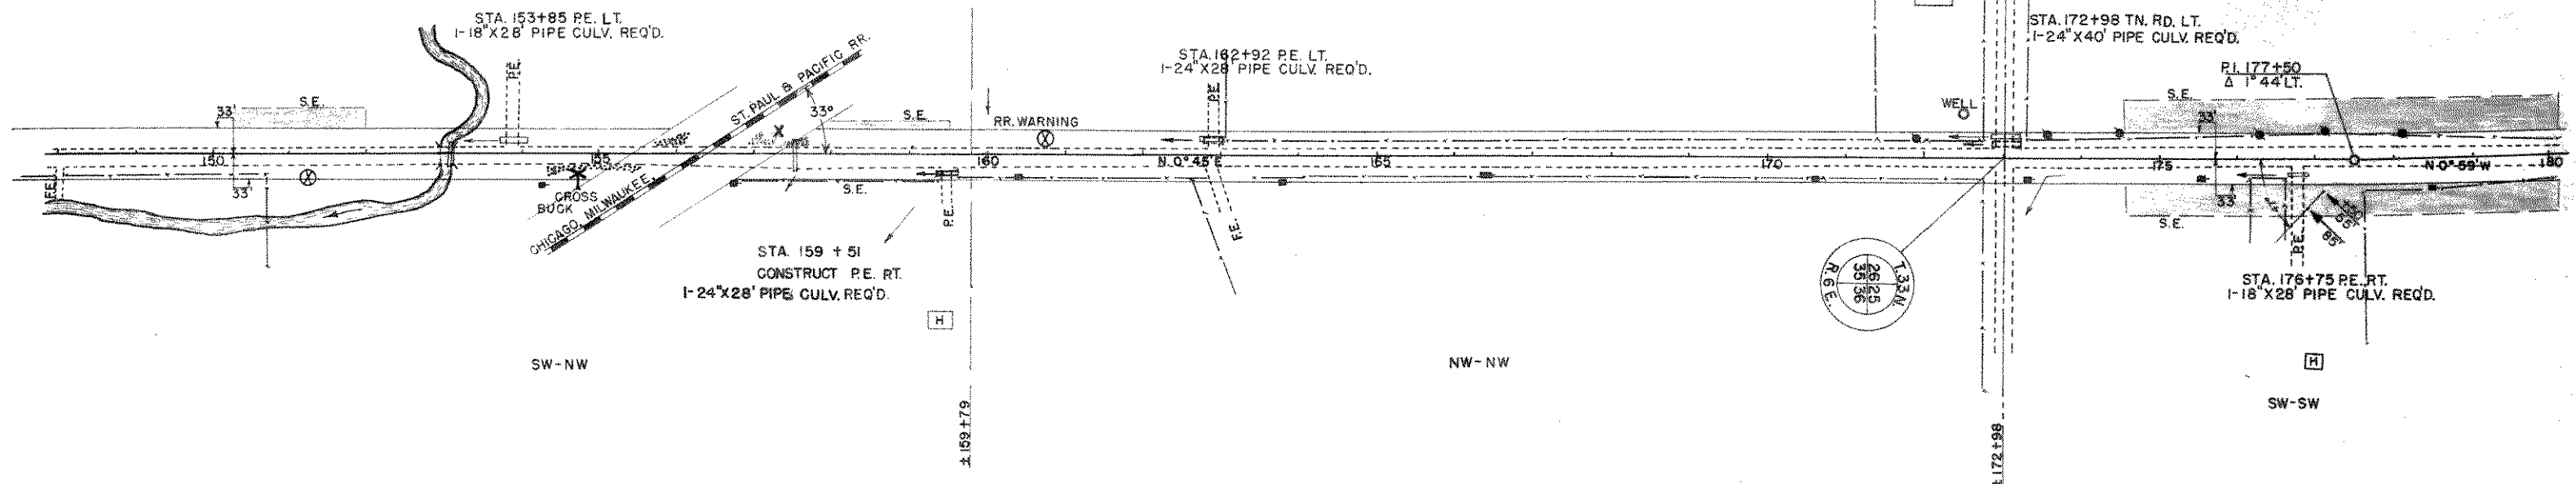 STA. 153+85 P.E. LT.
1-18"X28' PIPE CULV. REQ'D.
P.E.
S.E.
33'
150
33'
F.E.
155
CROSS
BUCK
CHICAGO, MILWAUKEE, ST. PAUL & PACIFIC RR.
X
33°
S.E.
S.E.
RR. WARNING
X
X
160
P.E.
STA. 159 + 51
CONSTRUCT P.E. RT.
1-24"X28' PIPE CULV. REQ'D.
H
SW-NW
± 159+79
STA. 162+92 P.E. LT.
1-24"X28' PIPE CULV. REQ'D.
P.E.
N. 0° 45' E
F.E.
165
NW-NW
170
STA. 172+98 TN. RD. LT.
1-24"X40' PIPE CULV. REQ'D.
WELL
T.33N.
26 25
35 36
R.6E.
± 172+98
P.I. 177+50
Δ 1°44' LT.
S.E.
33'
175
N 0° 59' W
180
33'
S.E.
85'
P.E.
STA. 176+75 P.E. RT.
1-18"X28' PIPE CULV. REQ'D.
H
SW-SW